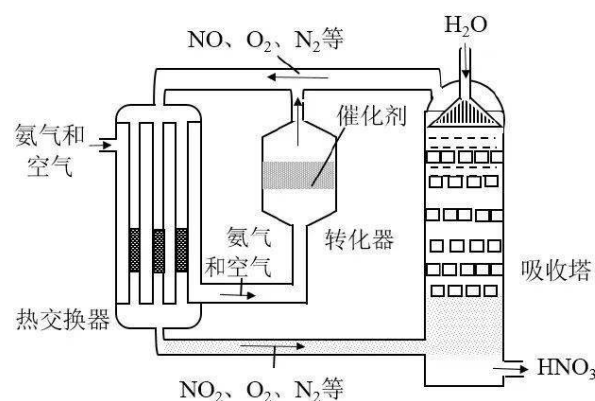 NO、O₂、N₂等
H₂O
催化剂
氨气和
空气
氨气
和空气
转化器
吸收塔
热交换器
HNO₃
NO₂、O₂、N₂等